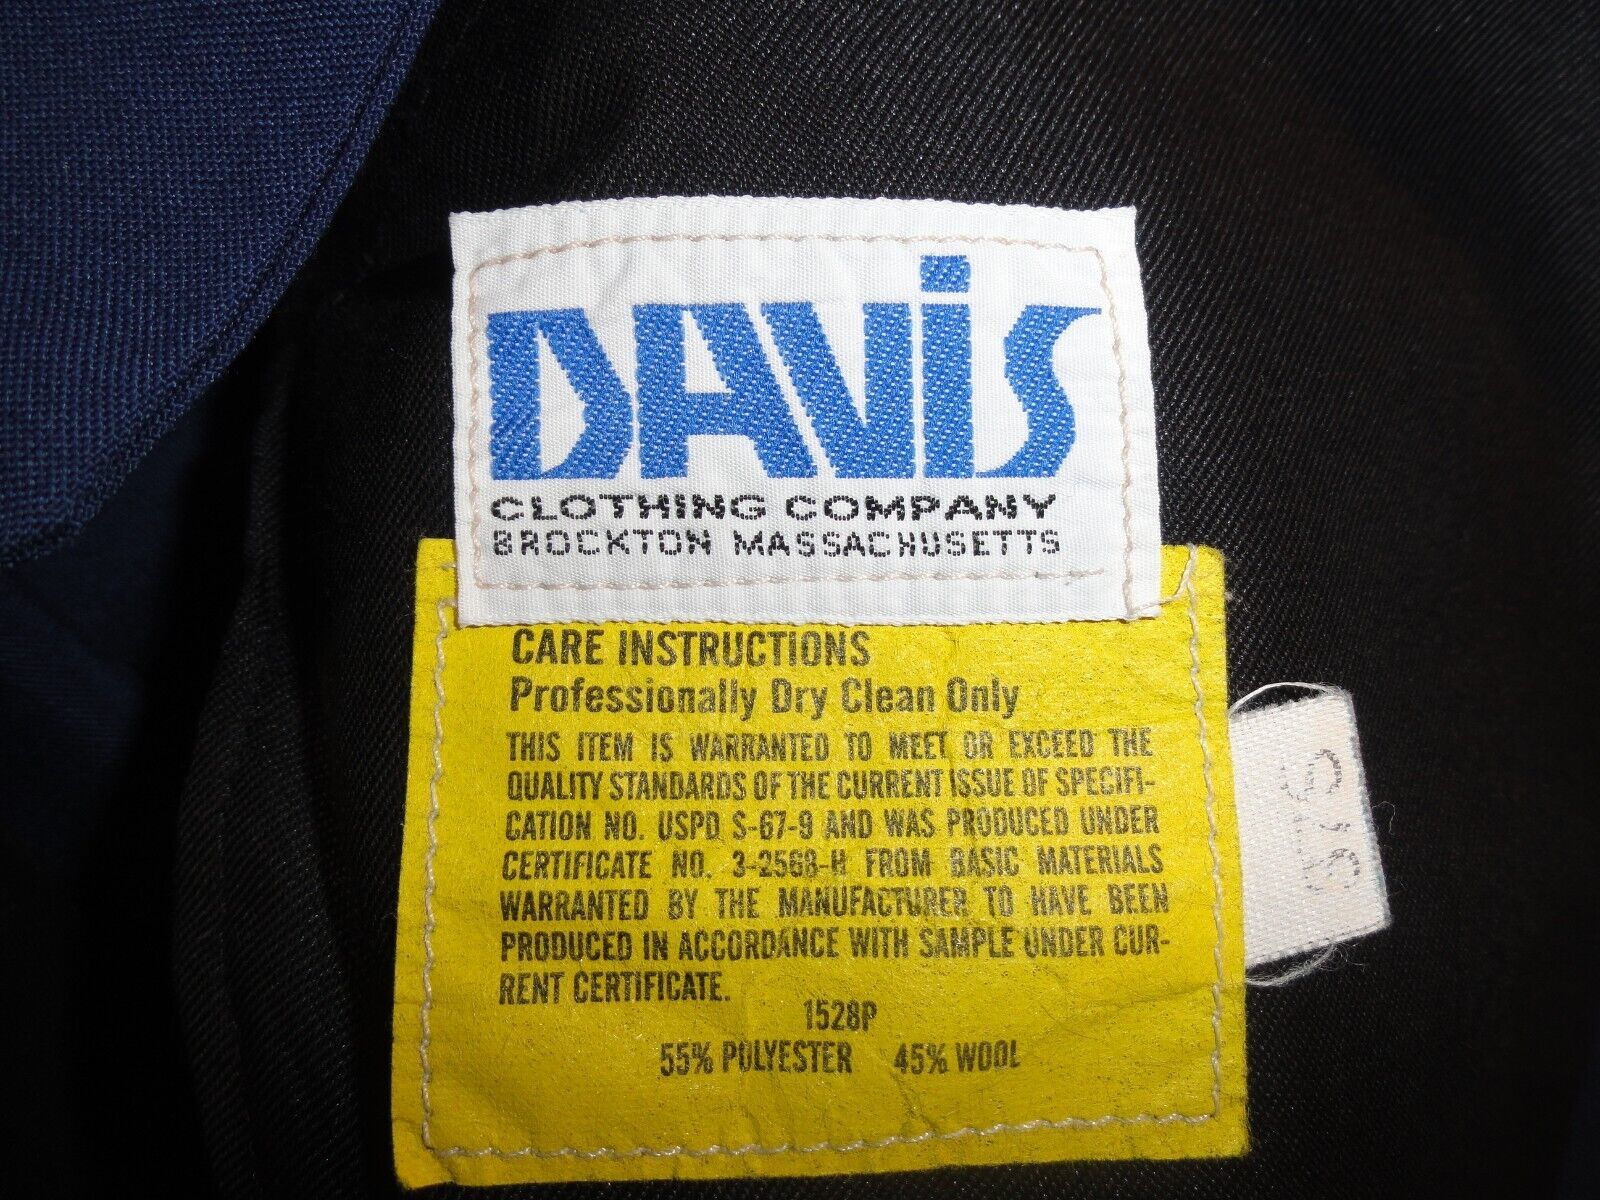 DAViS
CLOTHING COMPANY
BROCKTON MASSACHUSETTS
CARE INSTRUCTIONS
Professionally Dry Clean Only
THIS ITEM IS WARRANTED TO MEET OR EXCEED THE
QUALITY STANDARDS OF THE CURRENT ISSUE OF SPECIFI-
CATION NO. USPD S-67-9 AND WAS PRODUCED UNDER
CERTIFICATE NO. 3-2568-H FROM BASIC MATERIALS
WARRANTED BY THE MANUFACTURER TO HAVE BEEN
PRODUCED IN ACCORDANCE WITH SAMPLE UNDER CUR-
RENT CERTIFICATE.
1528P
55% POLYESTER 45% WOOL